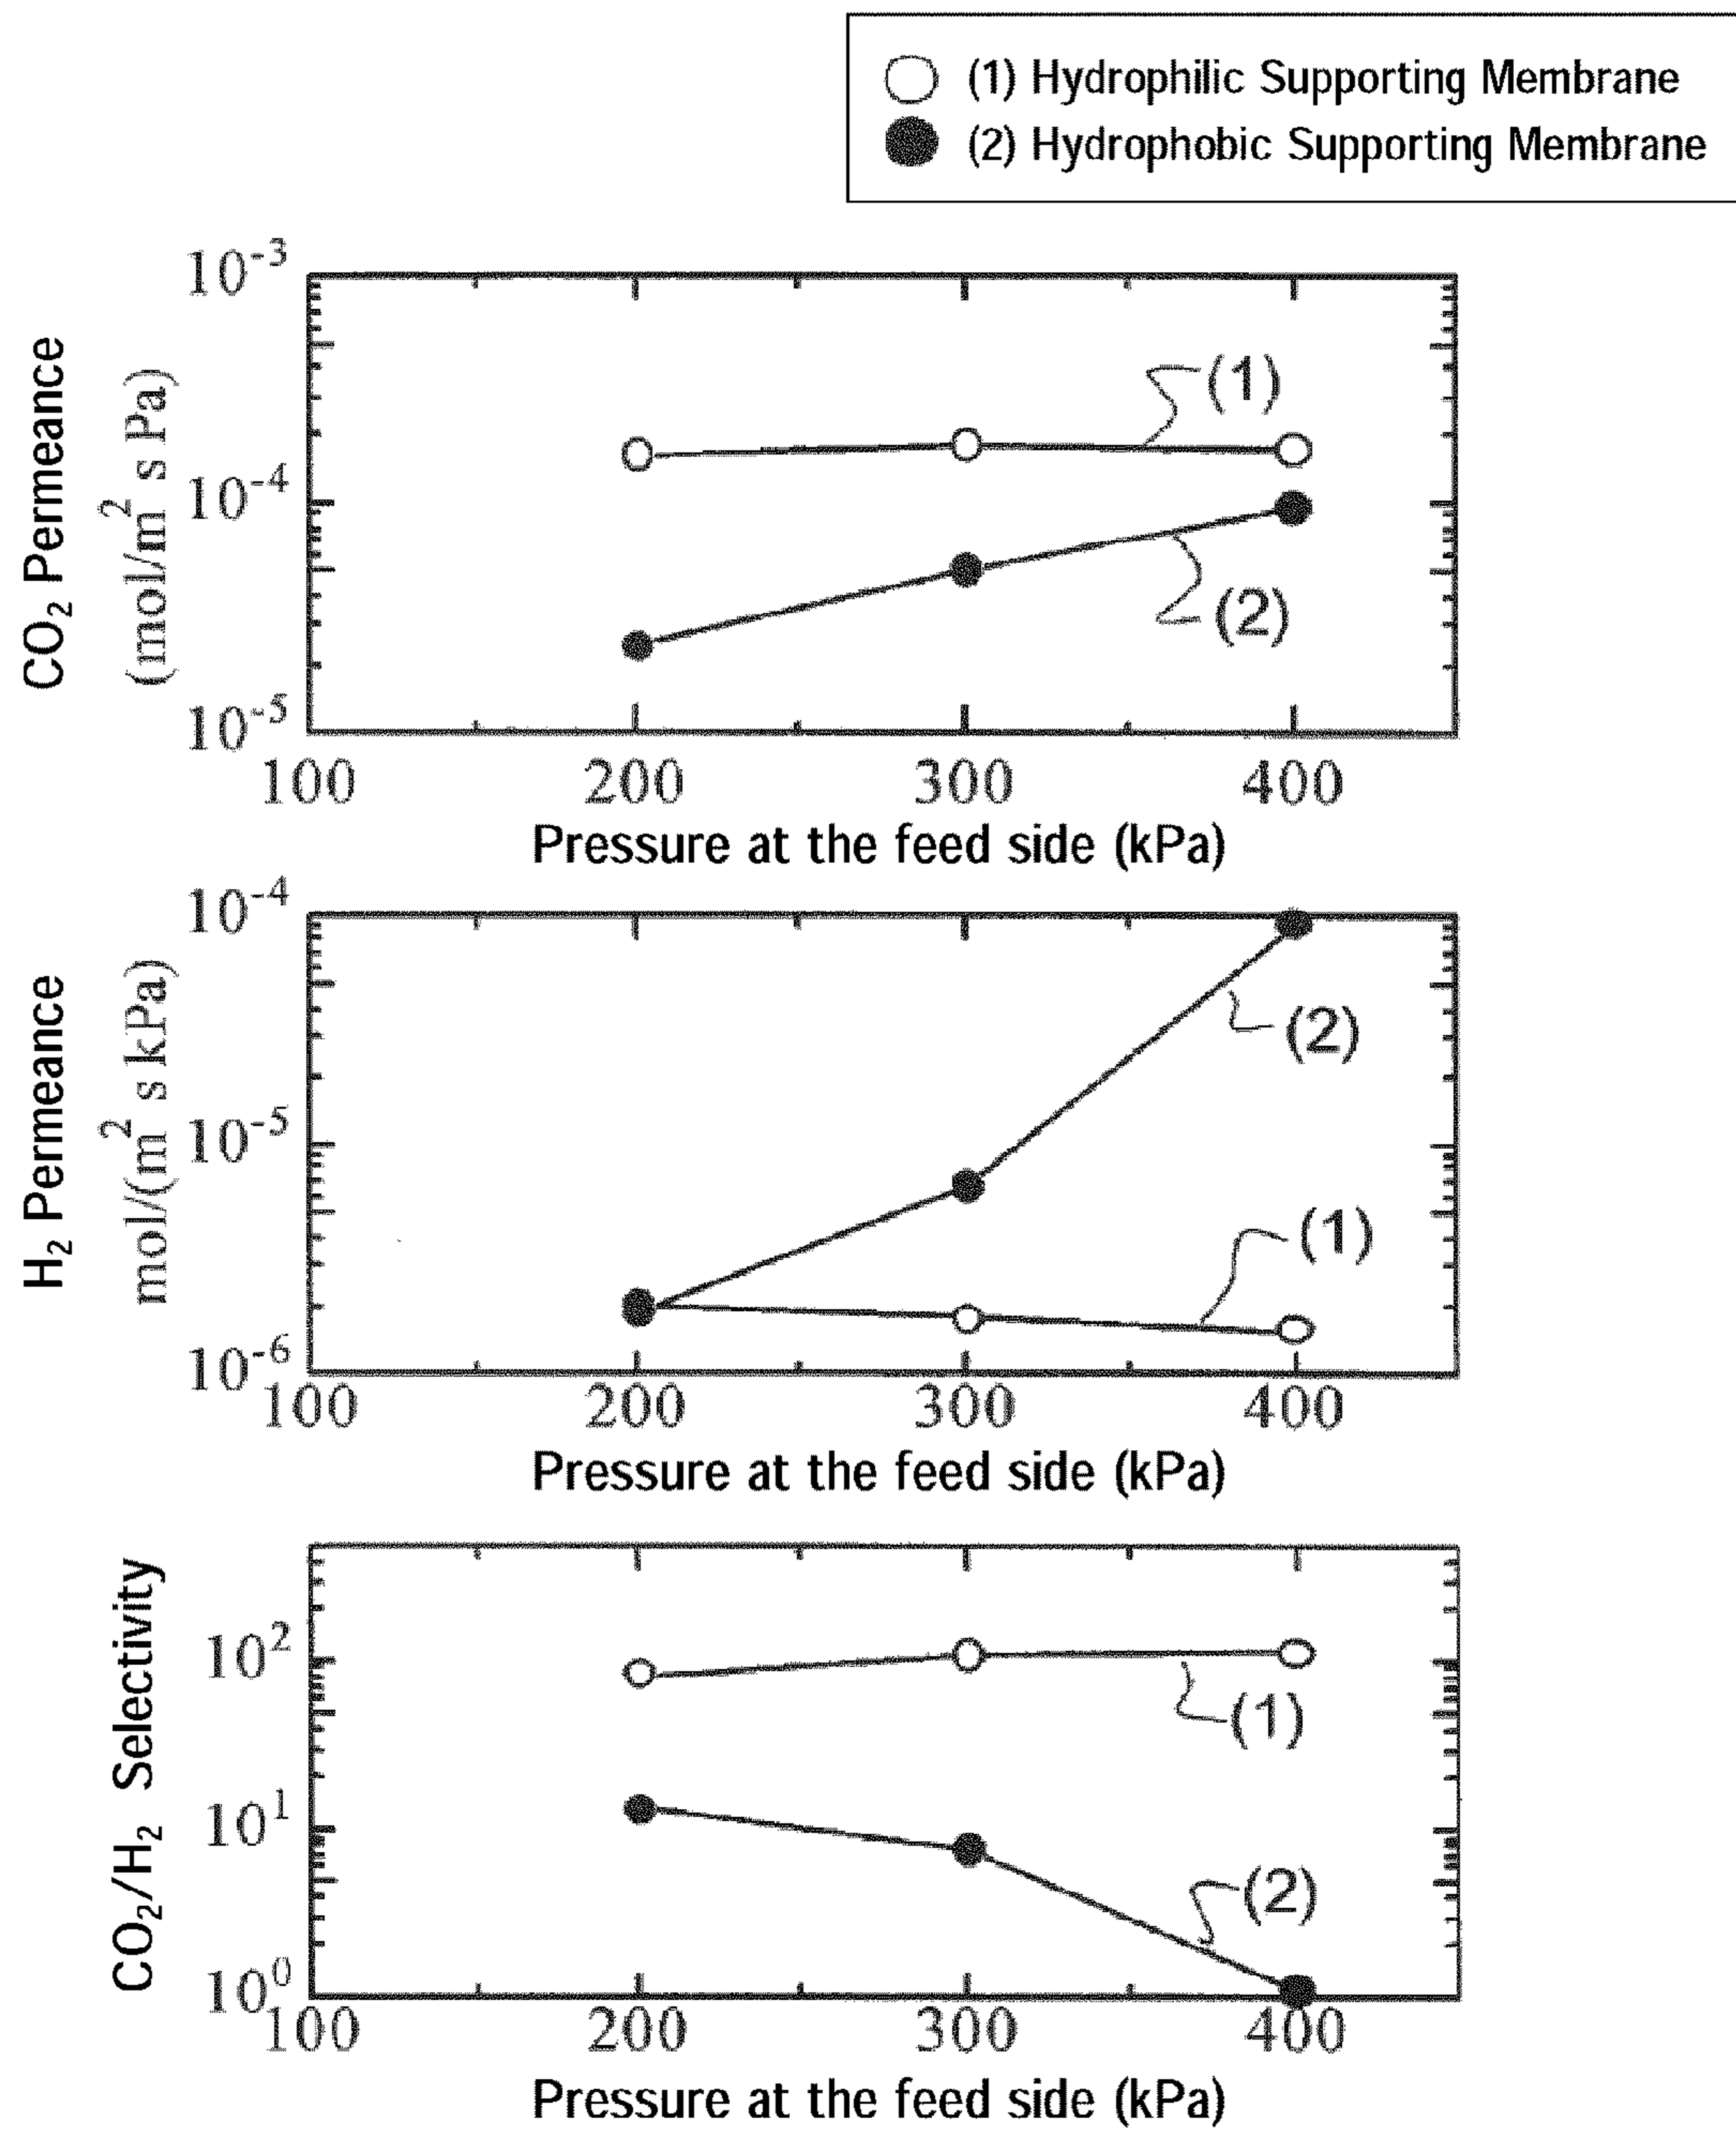 (1) Hydrophilic Supporting Membrane
(2) Hydrophobic Supporting Membrane
CO₂ Permeance
(mol/m² s Pa)
10⁻³
10⁻⁴
10⁻⁵
(1)
(2)
100 200 300 400
Pressure at the feed side (kPa)
H₂ Permeance
mol/(m² s kPa)
10⁻⁴
10⁻⁵
10⁻⁶
(2)
(1)
100 200 300 400
Pressure at the feed side (kPa)
CO₂/H₂ Selectivity
10²
10¹
10⁰
(1)
(2)
100 200 300 400
Pressure at the feed side (kPa)